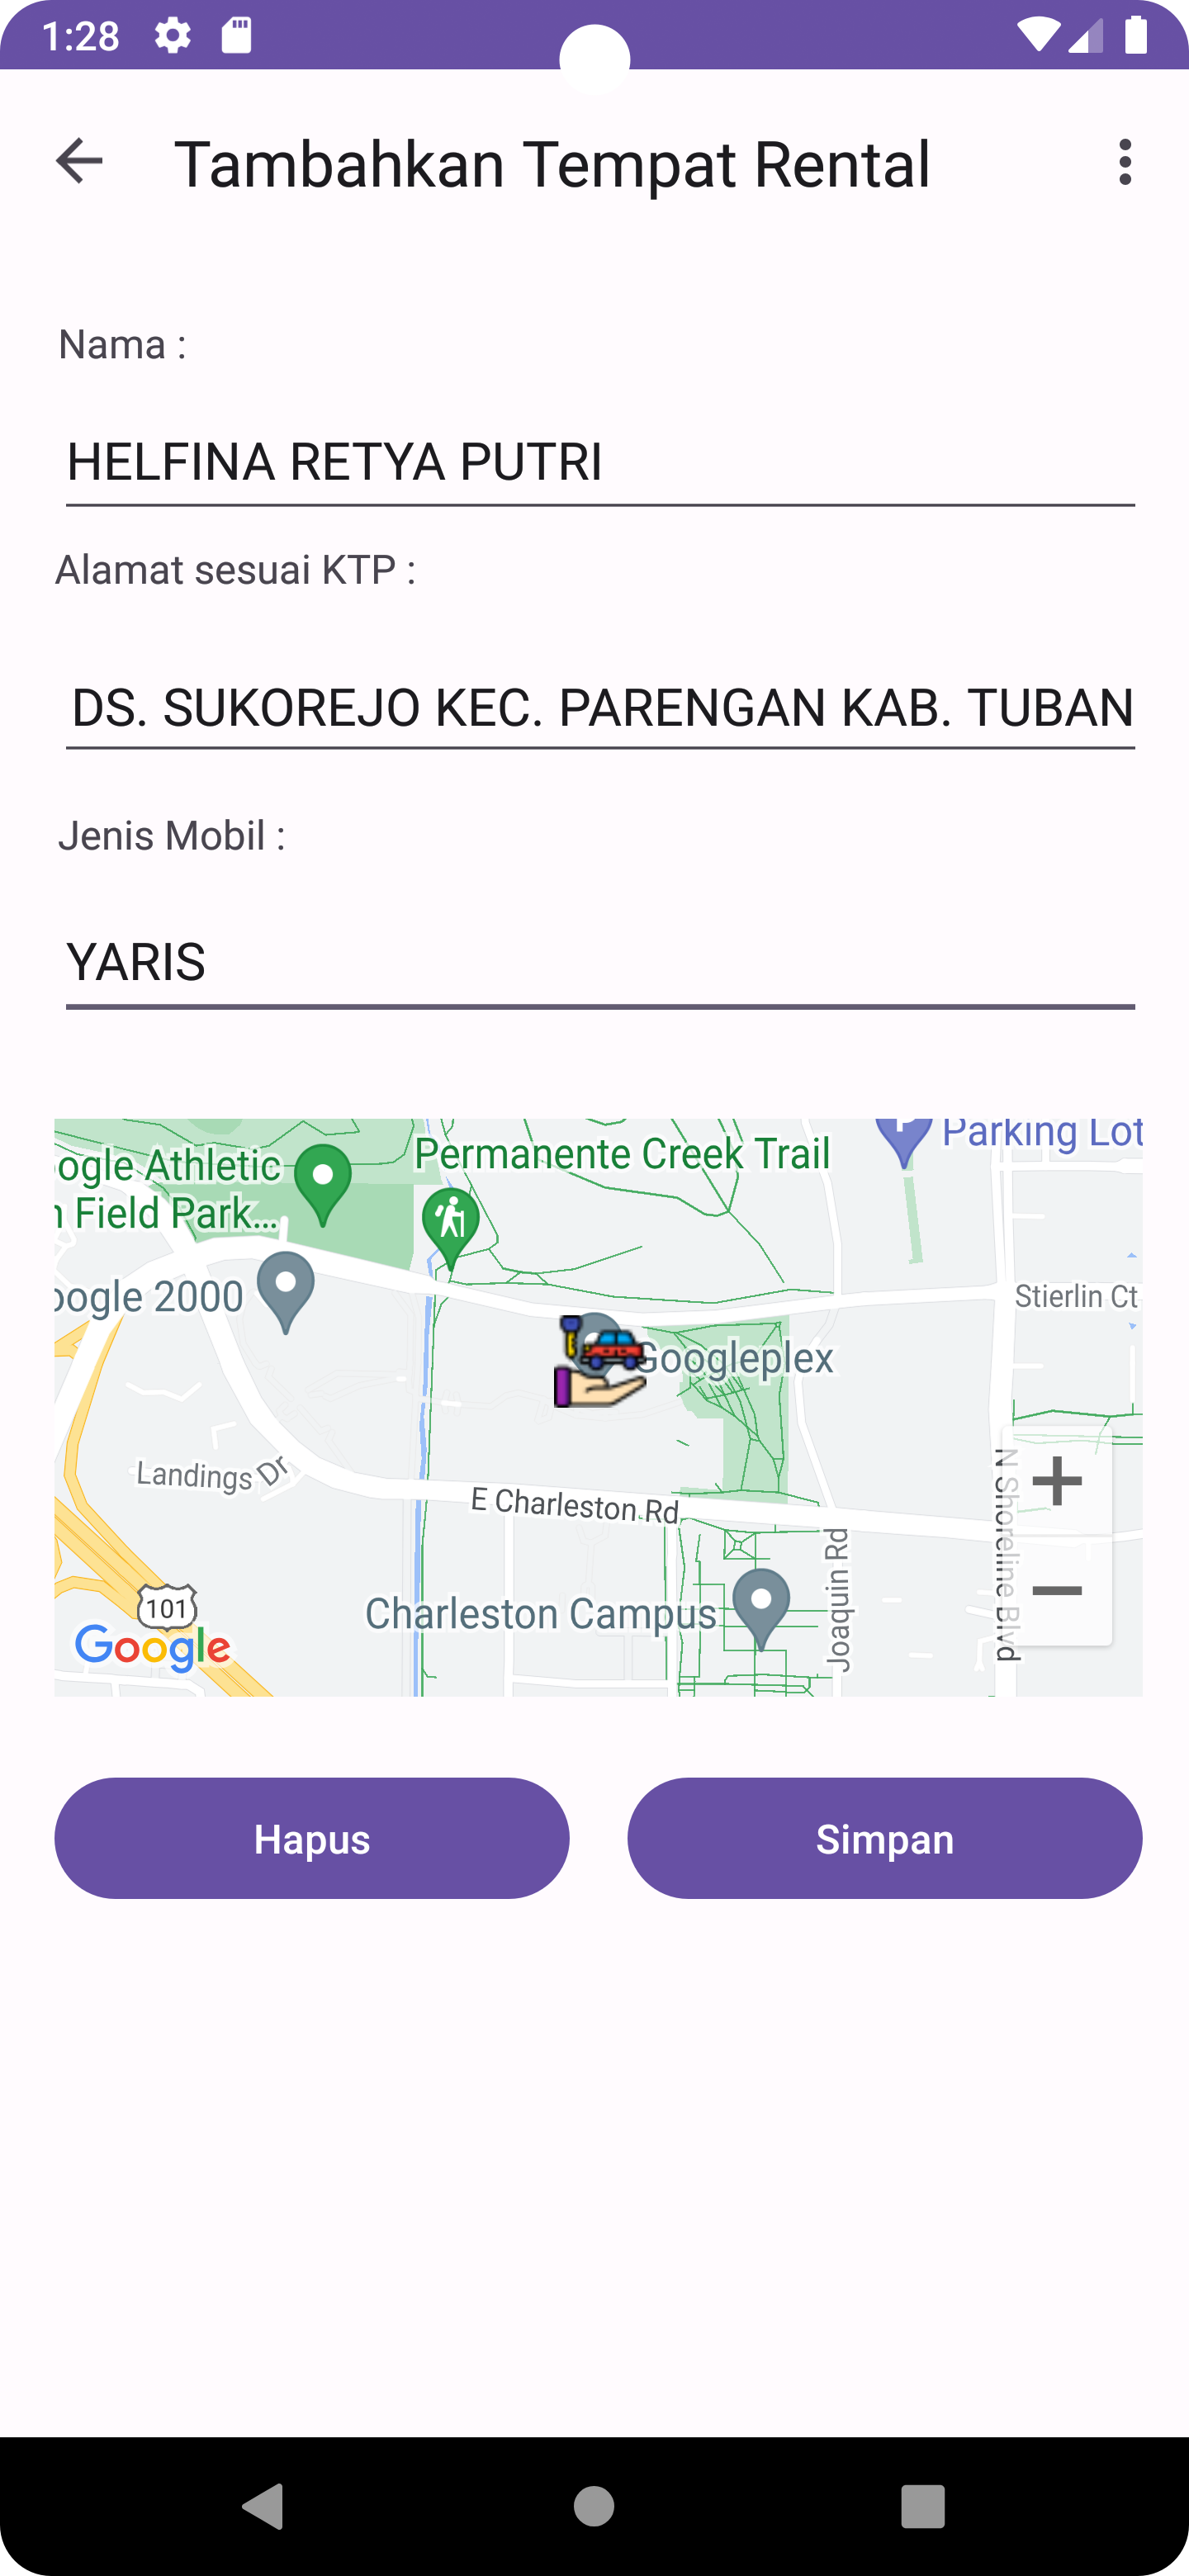 1:28
Tambahkan Tempat Rental
Nama :
HELFINA RETYA PUTRI
Alamat sesuai KTP :
DS. SUKOREJO KEC. PARENGAN KAB. TUBAN
Jenis Mobil :
YARIS
Parking Lot
Permanente Creek Trail
ogle Athletic
Field Park...
oogle 2000
Stierlin Ct
Googleplex
Landings Dr
E Charleston Rd
N Shoreline Blvd
Joaquin Rd
Charleston Campus
101
Google
+
−
Hapus
Simpan